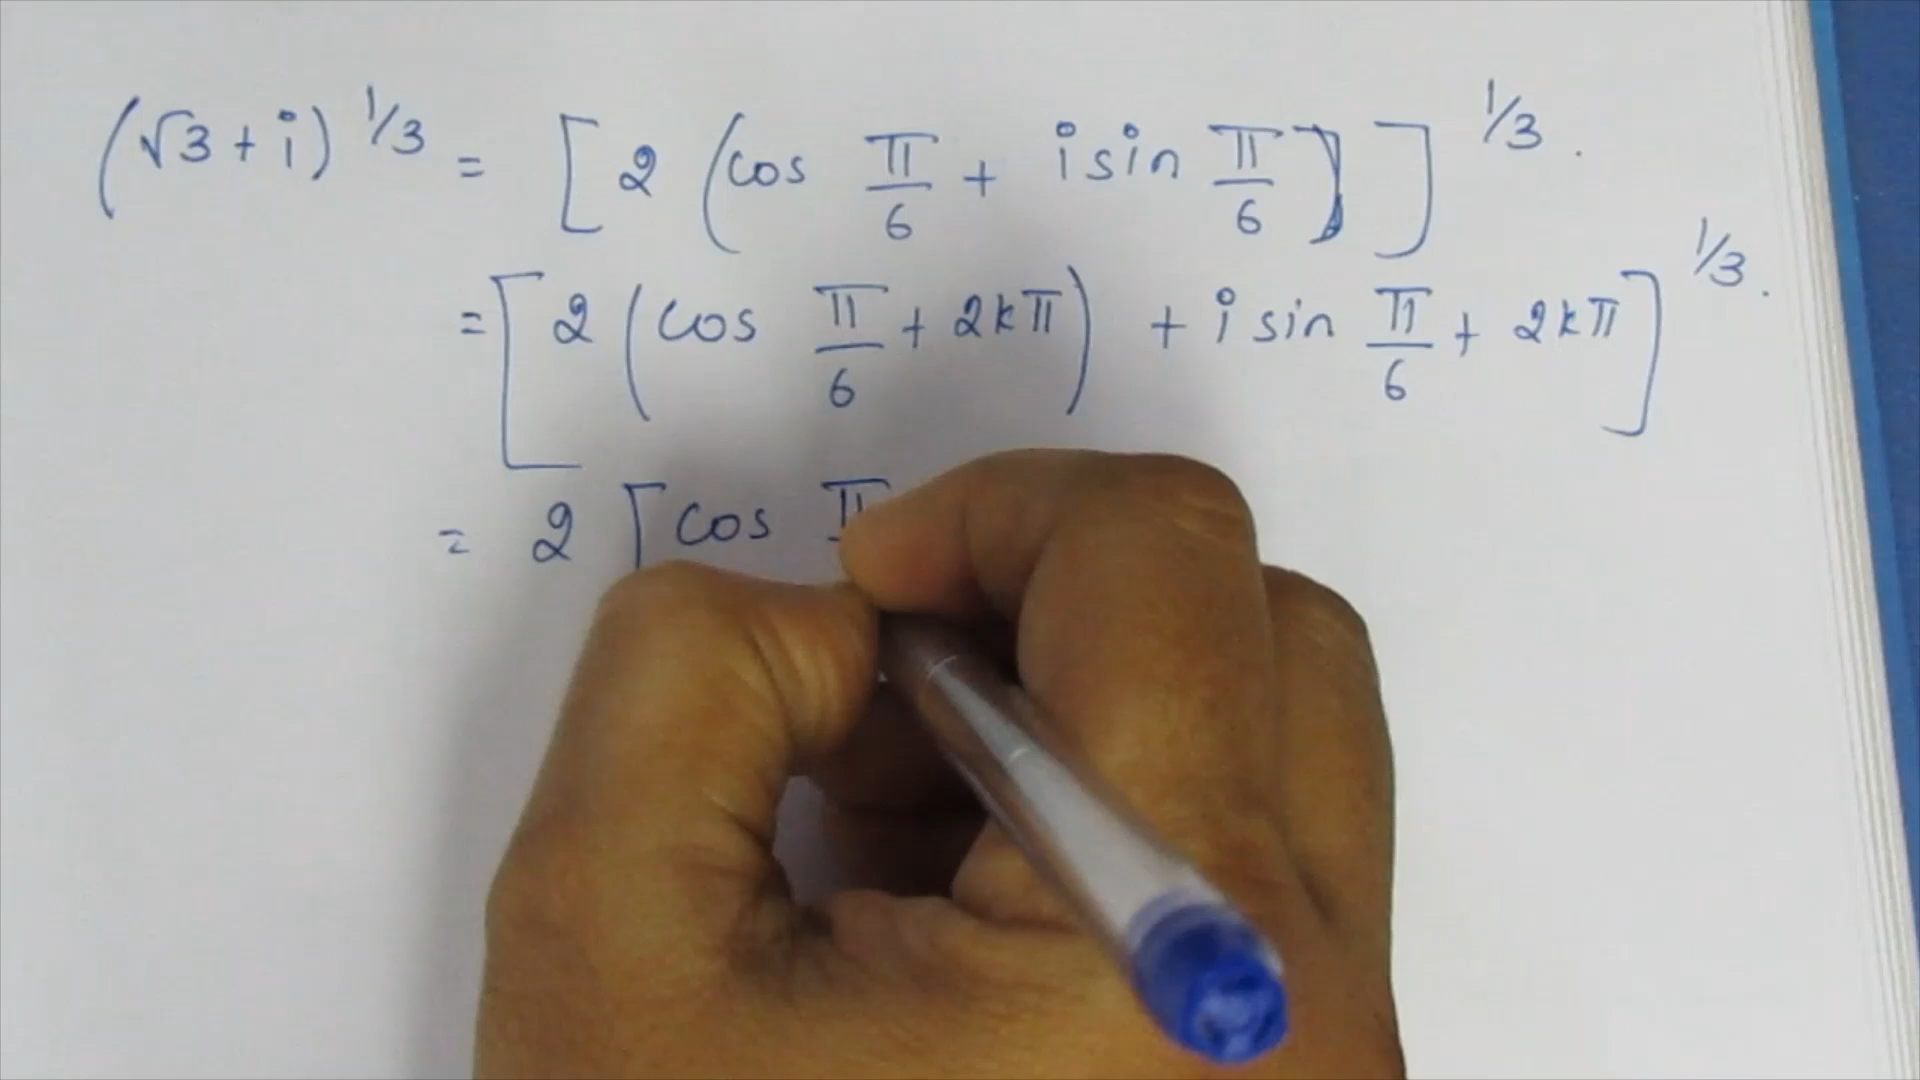 (√3 + i) 1/3 = [ 2 ( cos π/6 + i sin π/6 ) ] 1/3 .
= [ 2 ( cos π/6 + 2kπ ) + i sin π/6 + 2kπ ] 1/3 .
= 2 [ cos π